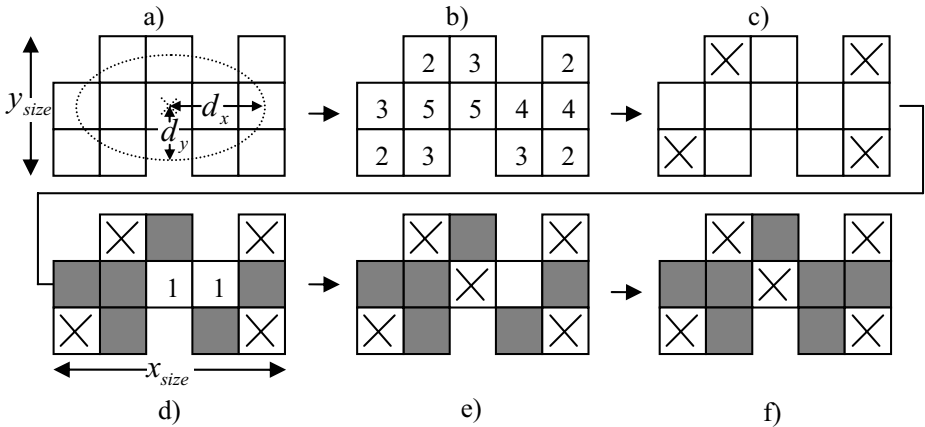 a) b) c)
2 3 2
y_size d_x 3 5 5 4 4
d_y 2 3 3 2
1 1
x_size
d) e) f)